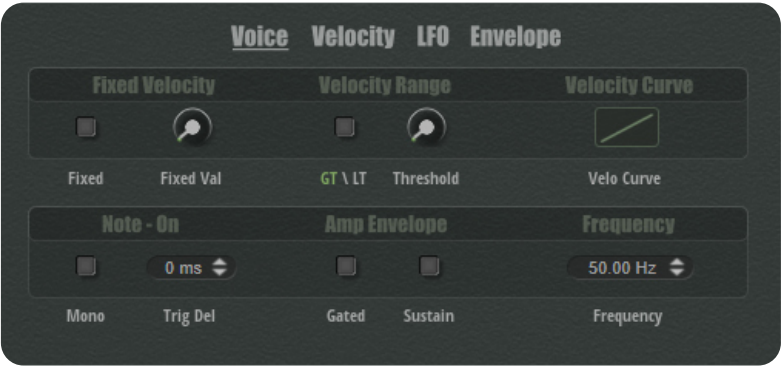 Voice Velocity LFO Envelope
Fixed Velocity Velocity Range Velocity Curve
Fixed Fixed Val GT \ LT Threshold Velo Curve
Note - On Amp Envelope Frequency
0 ms 50.00 Hz
Mono Trig Del Gated Sustain Frequency